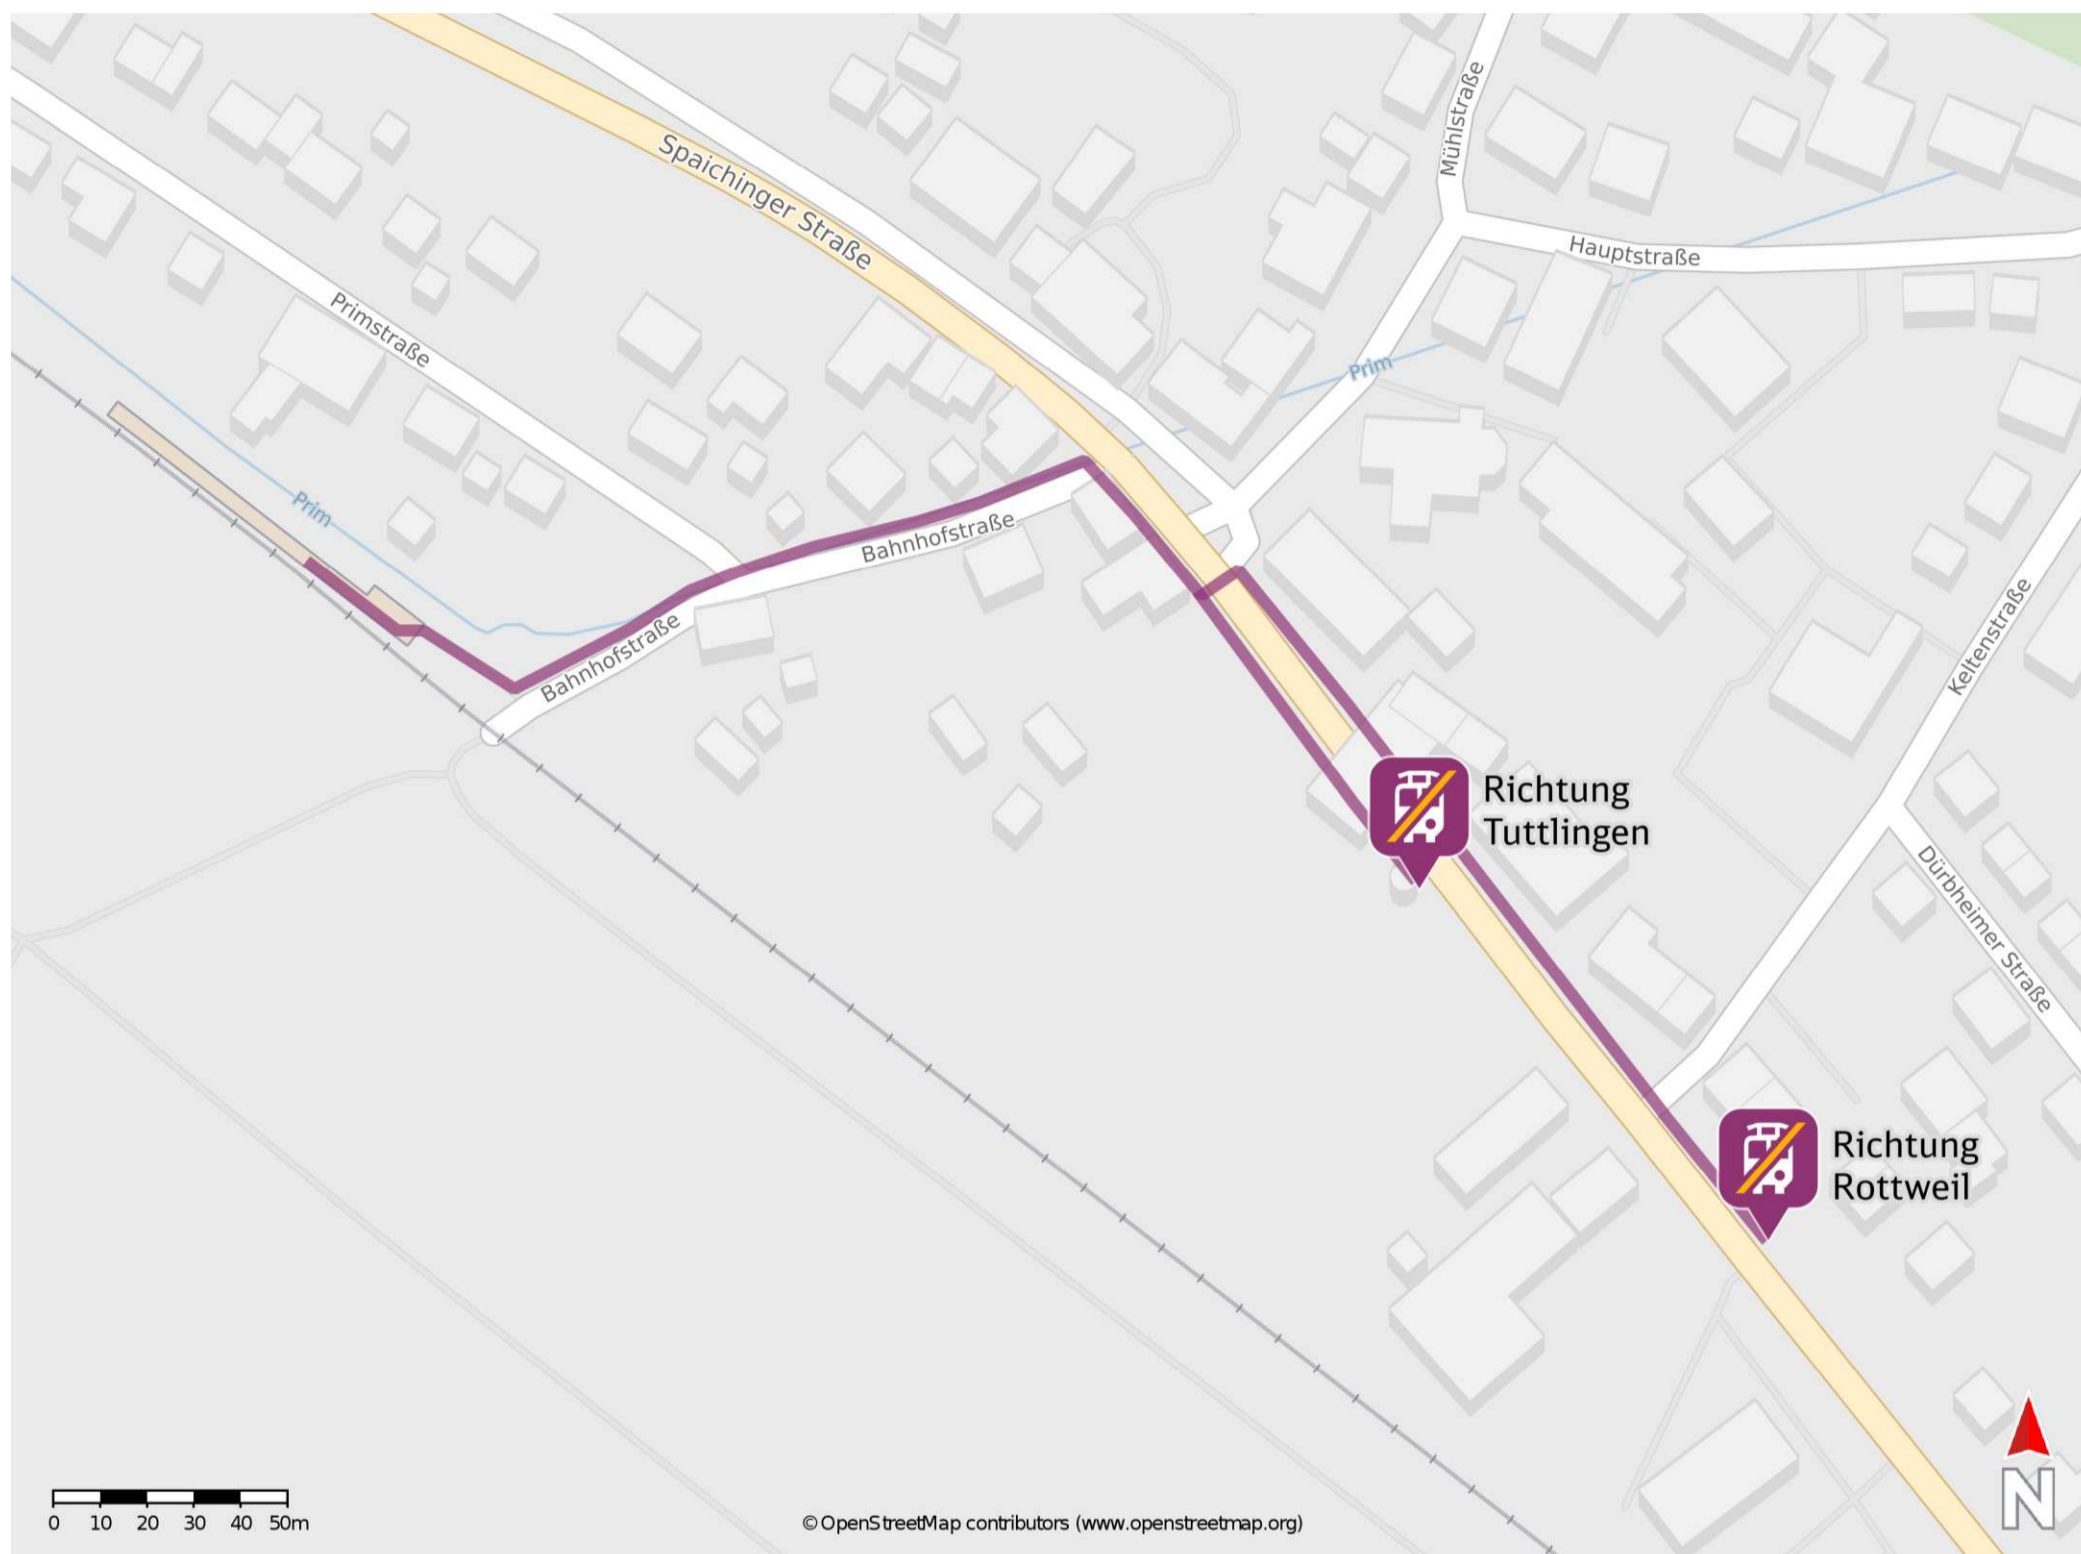 Mühlstraße
Spaichinger Straße
Hauptstraße
Primstraße
Prim
Prim
Bahnhofstraße
Bahnhofstraße
Keltenstraße
Richtung
Tuttlingen
Dürbheimer Straße
Richtung
Rottweil
N
0 10 20 30 40 50m
© OpenStreetMap contributors (www.openstreetmap.org)